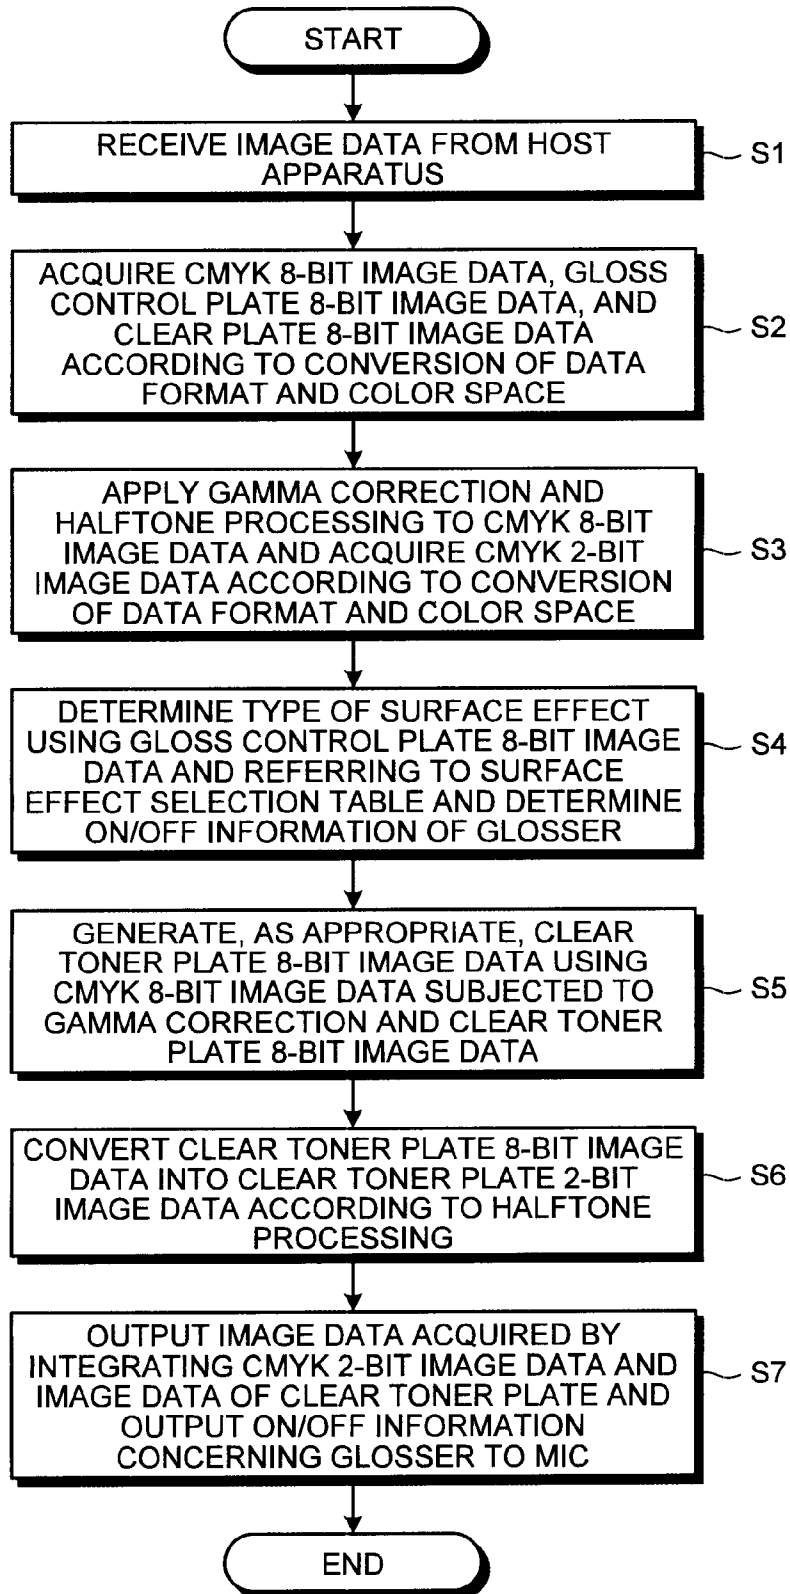 START
RECEIVE IMAGE DATA FROM HOST
APPARATUS
S1
ACQUIRE CMYK 8-BIT IMAGE DATA, GLOSS
CONTROL PLATE 8-BIT IMAGE DATA, AND
CLEAR PLATE 8-BIT IMAGE DATA
ACCORDING TO CONVERSION OF DATA
FORMAT AND COLOR SPACE
S2
APPLY GAMMA CORRECTION AND
HALFTONE PROCESSING TO CMYK 8-BIT
IMAGE DATA AND ACQUIRE CMYK 2-BIT
IMAGE DATA ACCORDING TO CONVERSION
OF DATA FORMAT AND COLOR SPACE
S3
DETERMINE TYPE OF SURFACE EFFECT
USING GLOSS CONTROL PLATE 8-BIT IMAGE
DATA AND REFERRING TO SURFACE
EFFECT SELECTION TABLE AND DETERMINE
ON/OFF INFORMATION OF GLOSSER
S4
GENERATE, AS APPROPRIATE, CLEAR
TONER PLATE 8-BIT IMAGE DATA USING
CMYK 8-BIT IMAGE DATA SUBJECTED TO
GAMMA CORRECTION AND CLEAR TONER
PLATE 8-BIT IMAGE DATA
S5
CONVERT CLEAR TONER PLATE 8-BIT IMAGE
DATA INTO CLEAR TONER PLATE 2-BIT
IMAGE DATA ACCORDING TO HALFTONE
PROCESSING
S6
OUTPUT IMAGE DATA ACQUIRED BY
INTEGRATING CMYK 2-BIT IMAGE DATA AND
IMAGE DATA OF CLEAR TONER PLATE AND
OUTPUT ON/OFF INFORMATION
CONCERNING GLOSSER TO MIC
S7
END